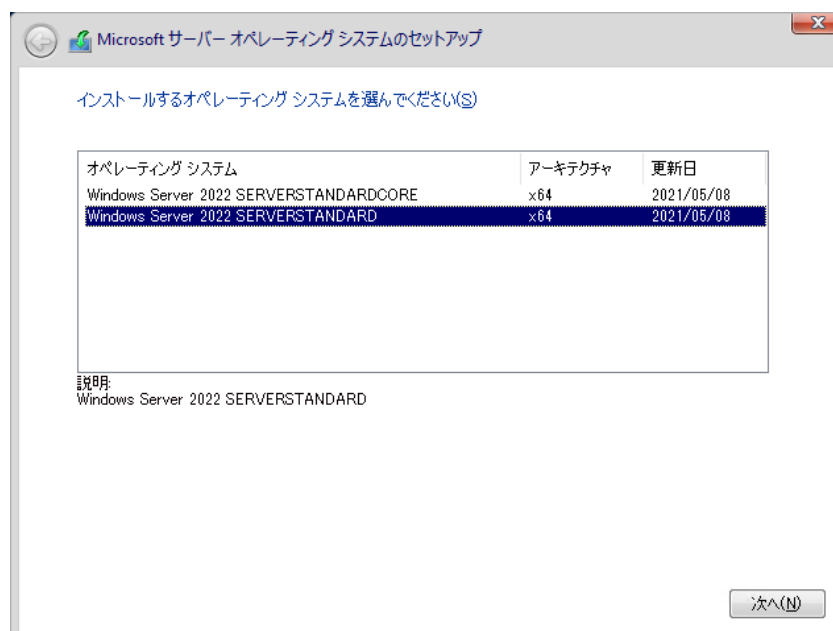 Microsoft サーバー オペレーティング システムのセットアップ
インストールするオペレーティング システムを選んでください(S)
オペレーティング システム アーキテクチャ 更新日
Windows Server 2022 SERVERSTANDARDCORE x64 2021/05/08
Windows Server 2022 SERVERSTANDARD x64 2021/05/08
説明:
Windows Server 2022 SERVERSTANDARD
次へ(N)